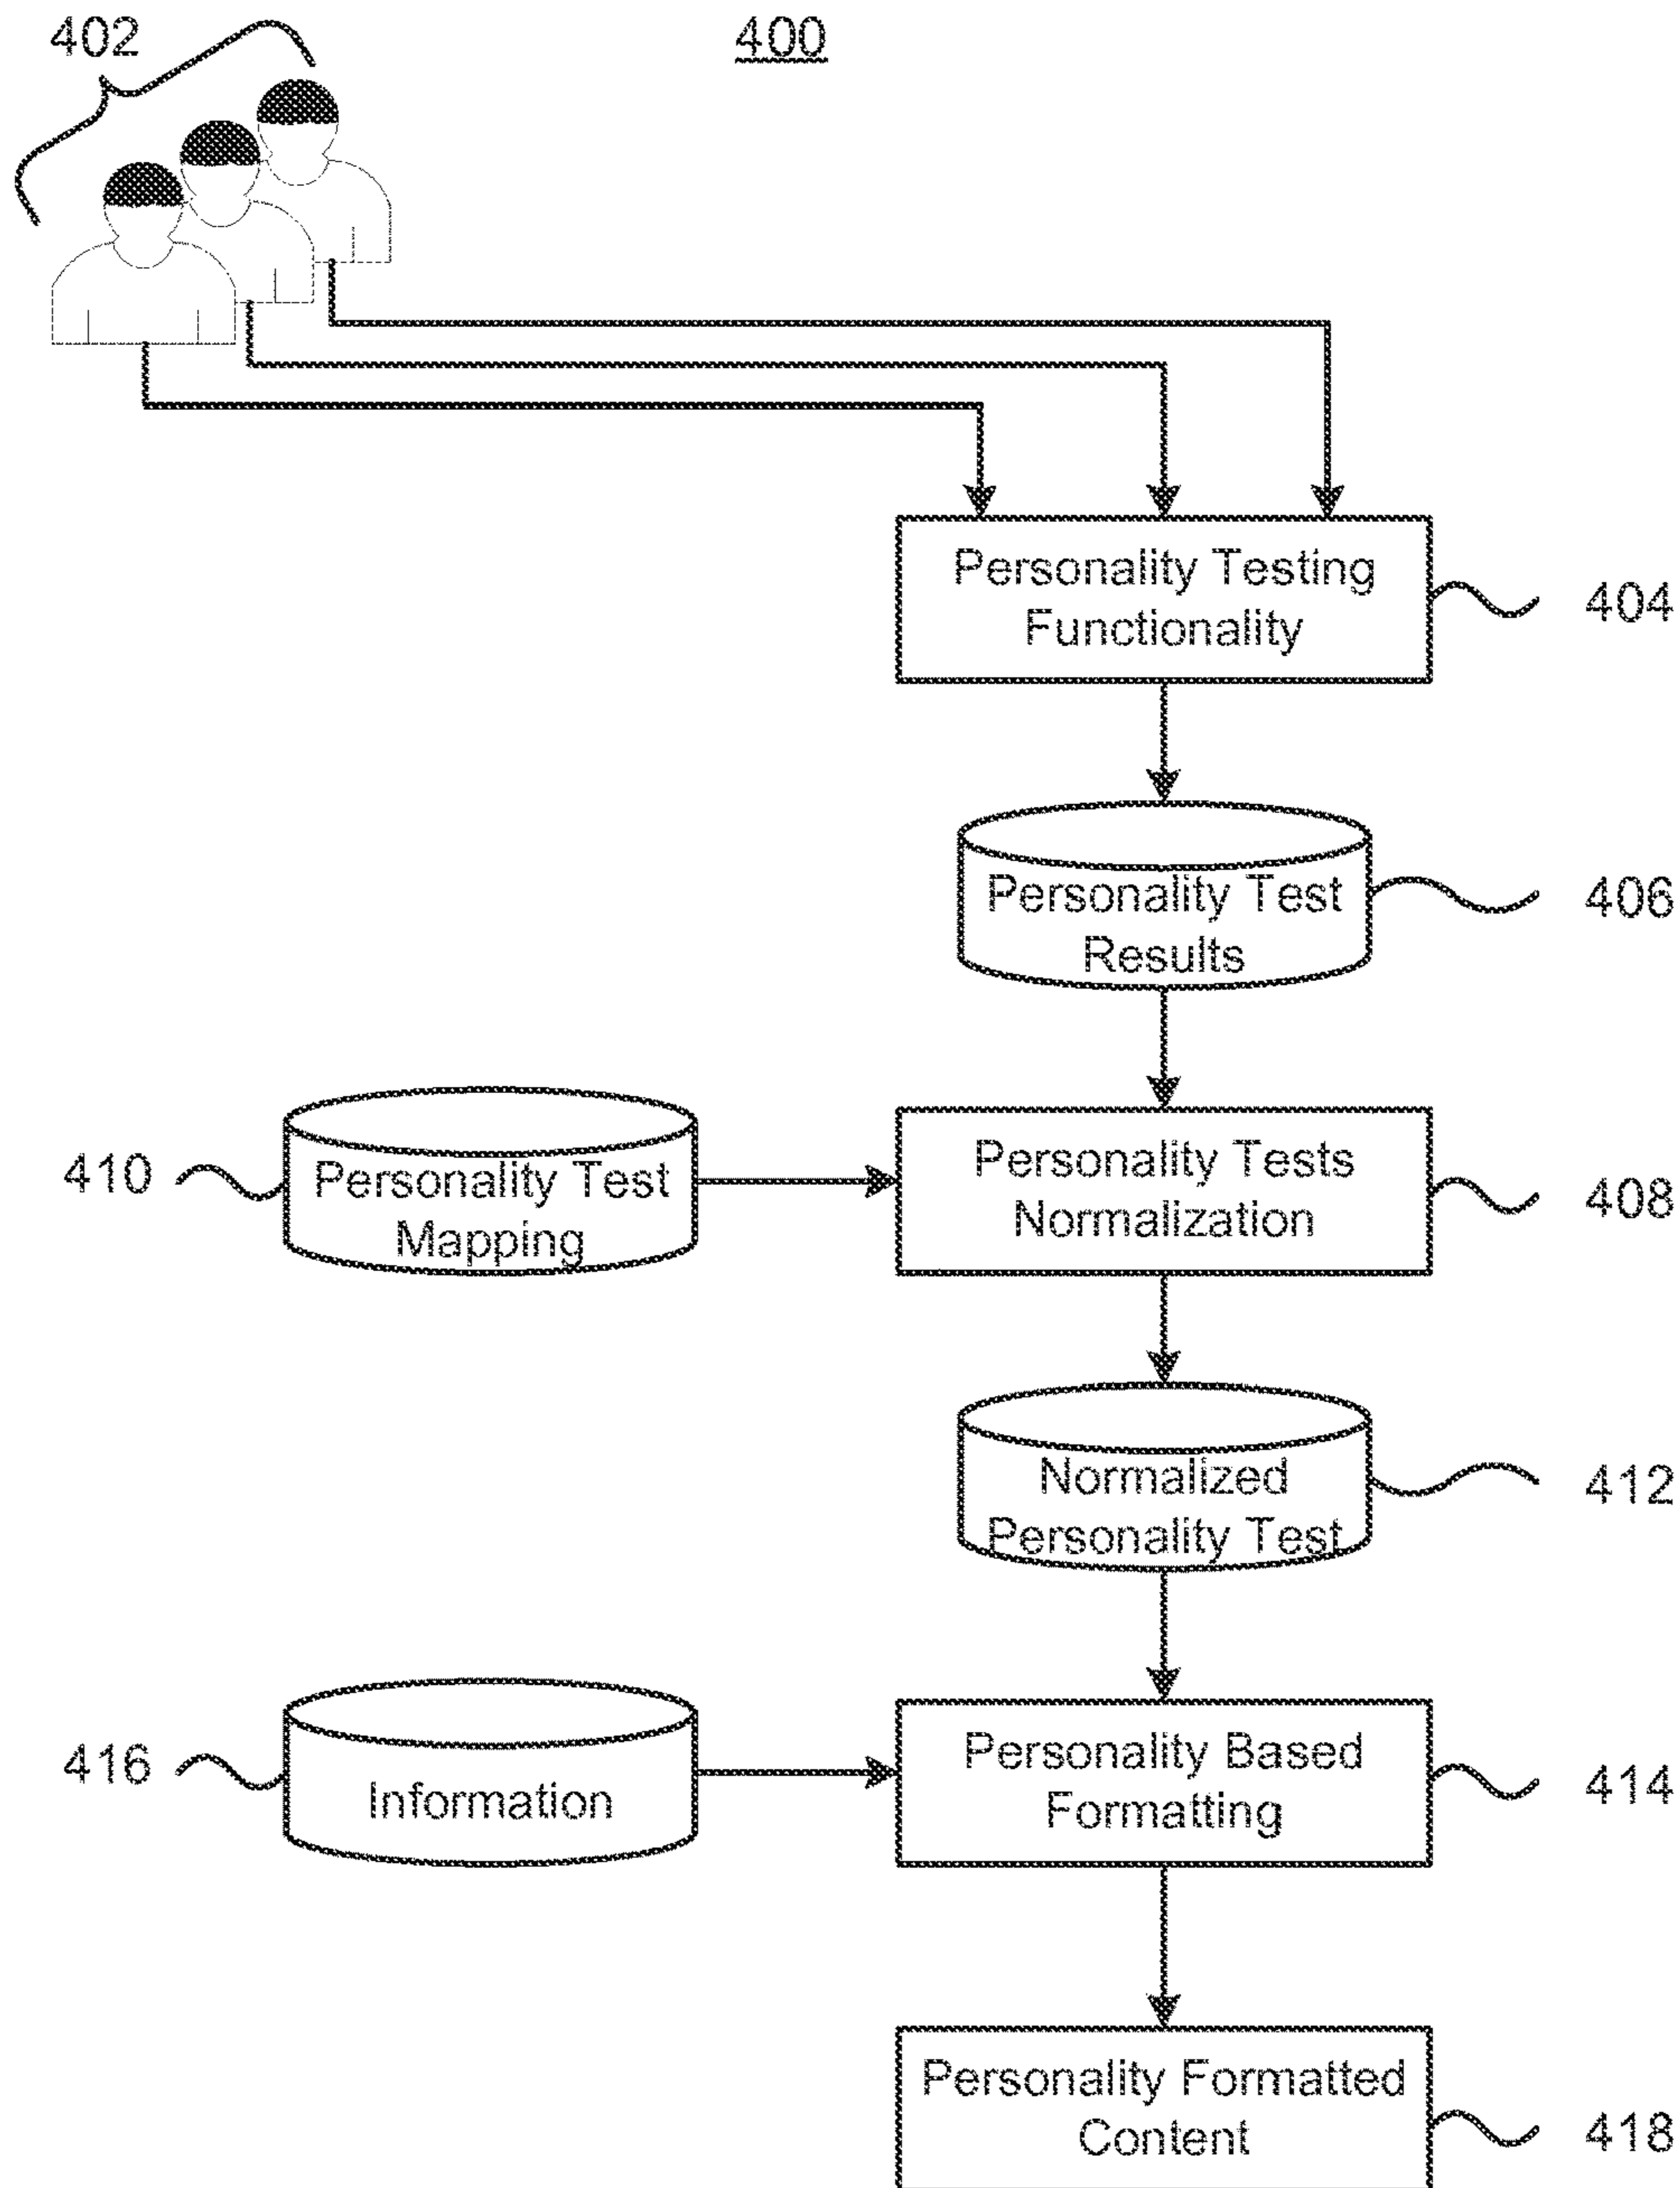 402
400
Personality Testing
Functionality
404
Personality Test
Results
406
410
Personality Test
Mapping
Personality Tests
Normalization
408
Normalized
Personality Test
412
416
Information
Personality Based
Formatting
414
Personality Formatted
Content
418